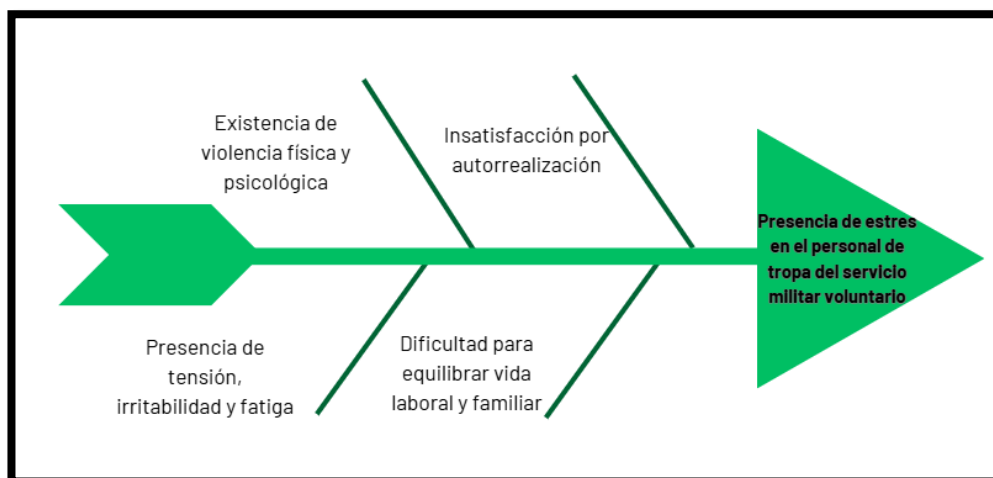 Existencia de
violencia física y
psicológica
Insatisfacción por
autorrealización
Presencia de estres
en el personal de
tropa del servicio
militar voluntario
Presencia de
tensión,
irritabilidad y fatiga
Dificultad para
equilibrar vida
laboral y familiar